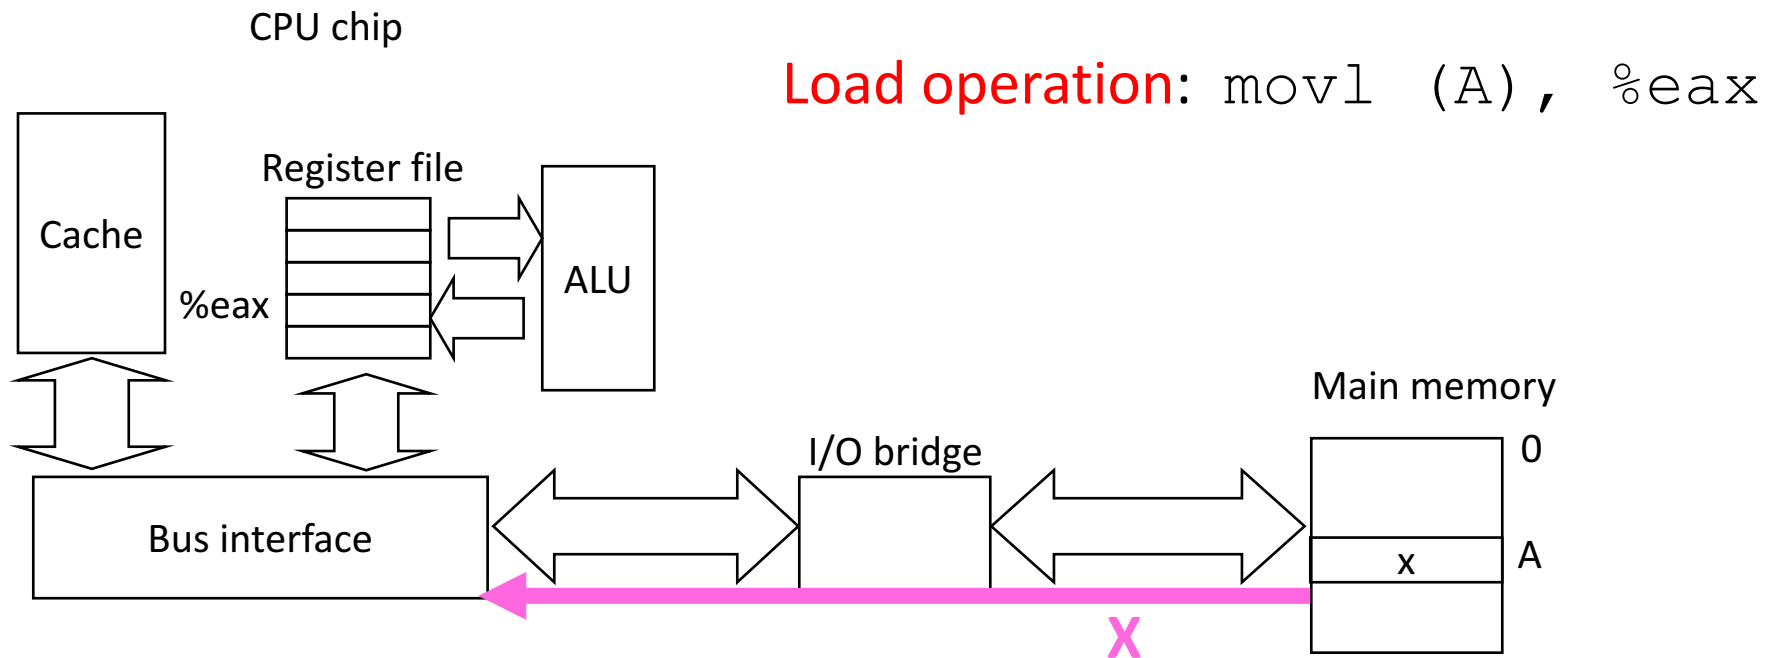 CPU chip
Load operation: movl (A), %eax
Register file
Cache
ALU
%eax
Main memory
I/O bridge
0
Bus interface
x
A
X